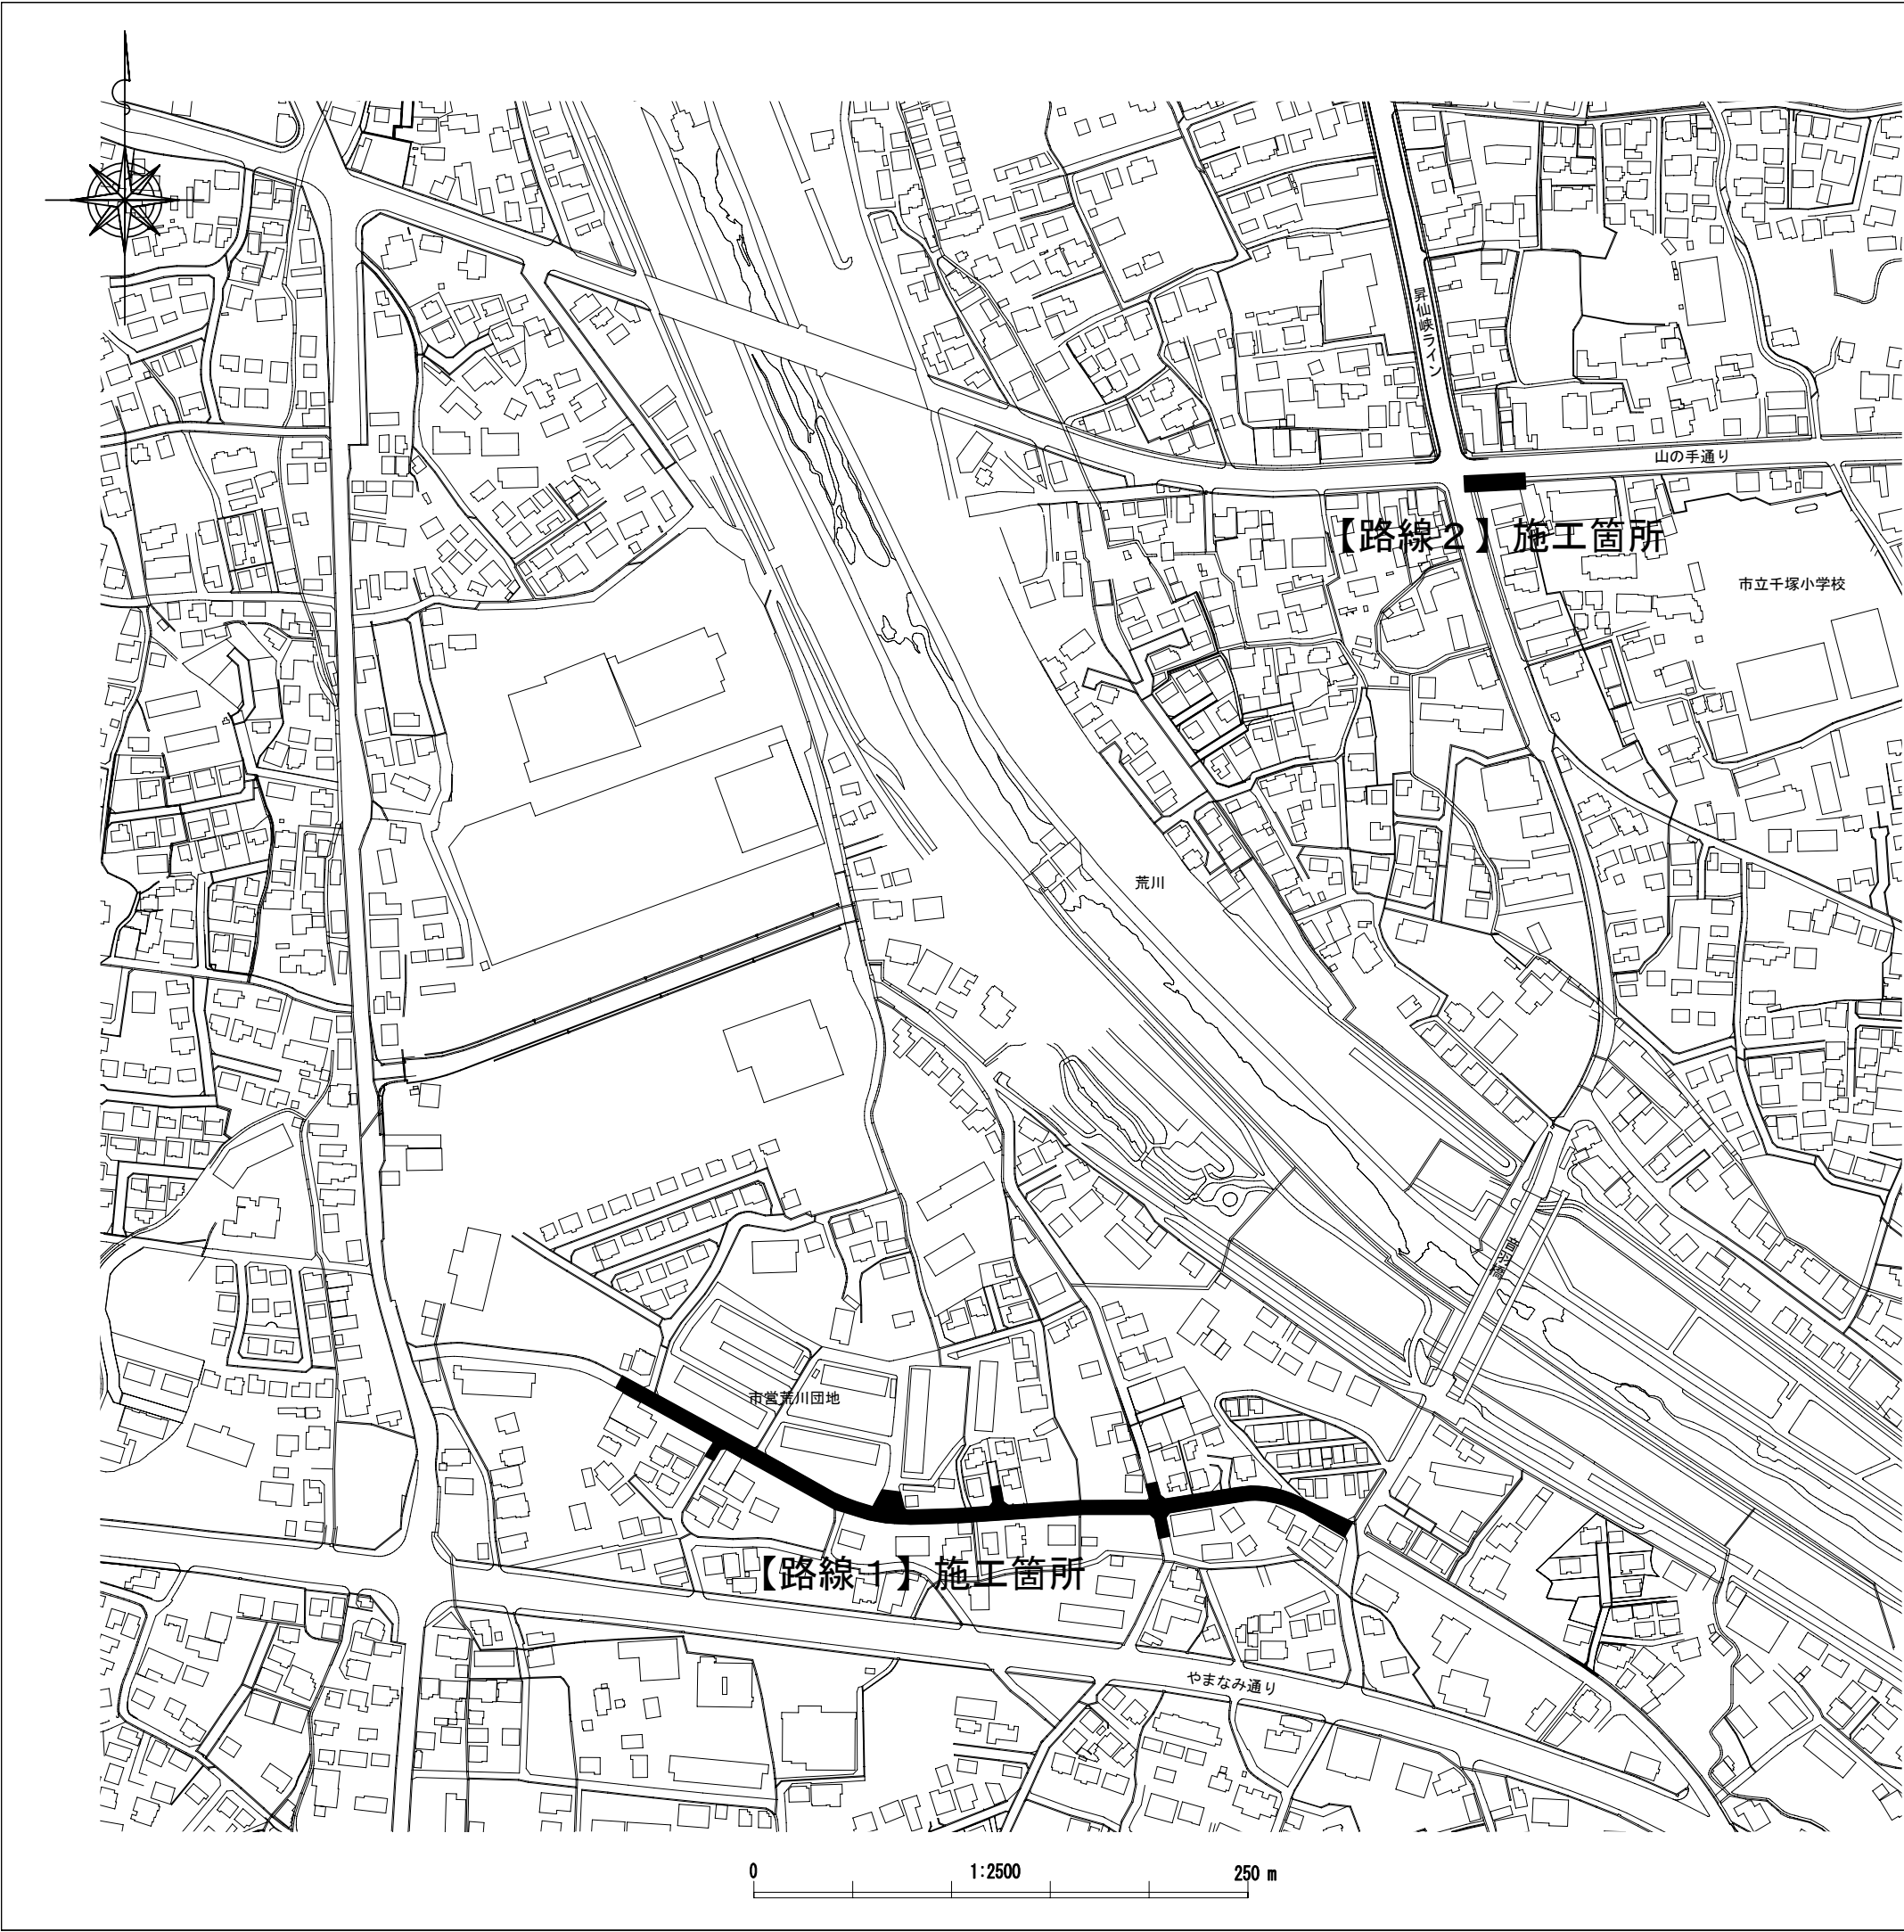 昇仙峡ライン
山の手通り
【路線２】施工箇所
市立千塚小学校
荒川
市営荒川団地
【路線１】施工箇所
やまなみ通り
0 1:2500 250 m